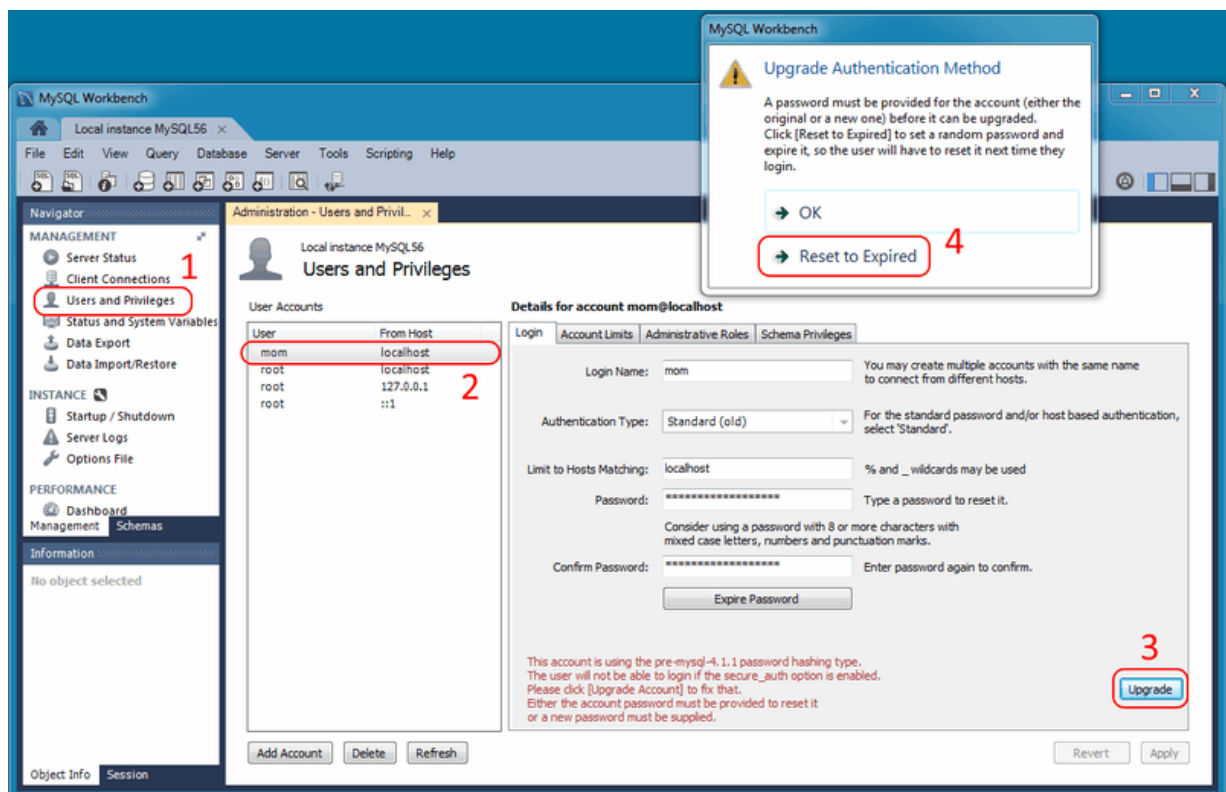 MySQL Workbench
Upgrade Authentication Method
A password must be provided for the account (either the
original or a new one) before it can be upgraded.
Click [Reset to Expired] to set a random password and
expire it, so the user will have to reset it next time they
login.
OK
Reset to Expired
4
MySQL Workbench
Local instance MySQL56
File Edit View Query Database Server Tools Scripting Help
Navigator
MANAGEMENT
Server Status
Client Connections
1
Users and Privileges
Status and System Variables
Data Export
Data Import/Restore
INSTANCE
Startup / Shutdown
Server Logs
Options File
PERFORMANCE
Dashboard
Management Schemas
Information
No object selected
Object Info Session
Administration - Users and Privil...
Local instance MySQL56
Users and Privileges
User Accounts
User From Host
mom localhost
root localhost
root 127.0.0.1
root ::1
2
Add Account Delete Refresh
Details for account mom@localhost
Login Account Limits Administrative Roles Schema Privileges
Login Name: mom
You may create multiple accounts with the same name
to connect from different hosts.
Authentication Type: Standard (old)
For the standard password and/or host based authentication,
select 'Standard'.
Limit to Hosts Matching: localhost % and _ wildcards may be used
Password: ****************** Type a password to reset it.
Consider using a password with 8 or more characters with
mixed case letters, numbers and punctuation marks.
Confirm Password: ****************** Enter password again to confirm.
Expire Password
This account is using the pre-mysql-4.1.1 password hashing type.
The user will not be able to login if the secure_auth option is enabled.
Please click [Upgrade Account] to fix that.
Either the account password must be provided to reset it
or a new password must be supplied.
3
Upgrade
Revert Apply